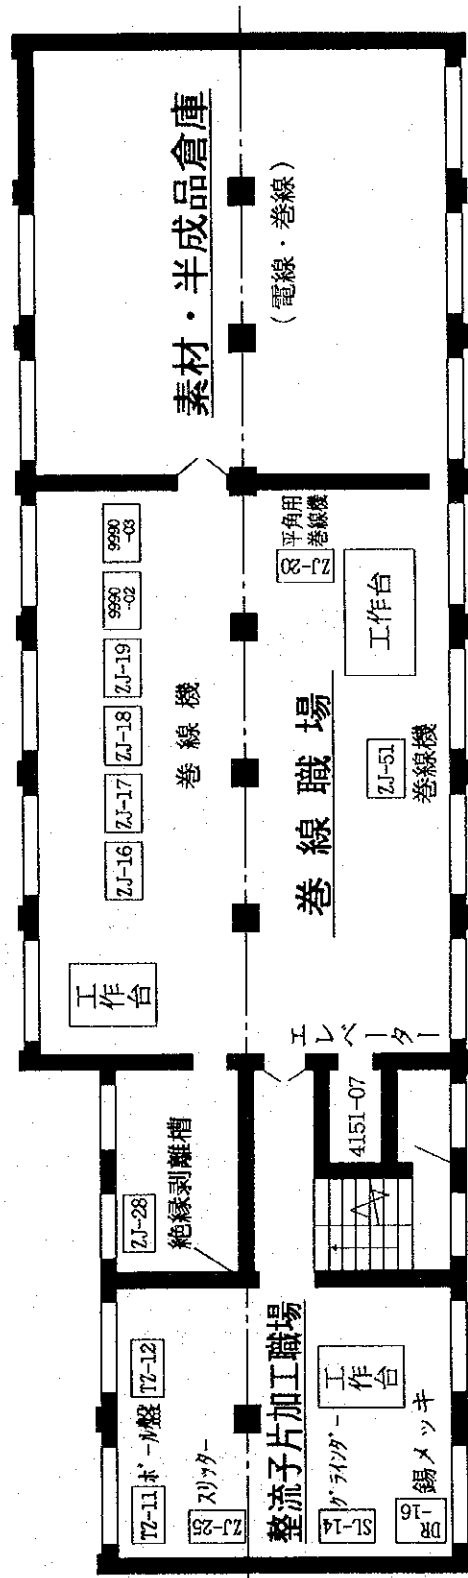 素材・半成品倉庫
（電線・巻線）
9990
-03
9990
-02
ZJ-19
ZJ-18
ZJ-17
ZJ-16
巻線機
工作台
平角用
巻線機
ZJ-20
工作台
巻線職場
ZJ-51
巻線機
エレベーター
4151-07
ZJ-28
絶縁剥離槽
TZ-12
ボール盤
TZ-11
スリッター
ZJ-25
整流子片加工職場
工作台
グラインダー
SL-14
錫メッキ
DR
-16